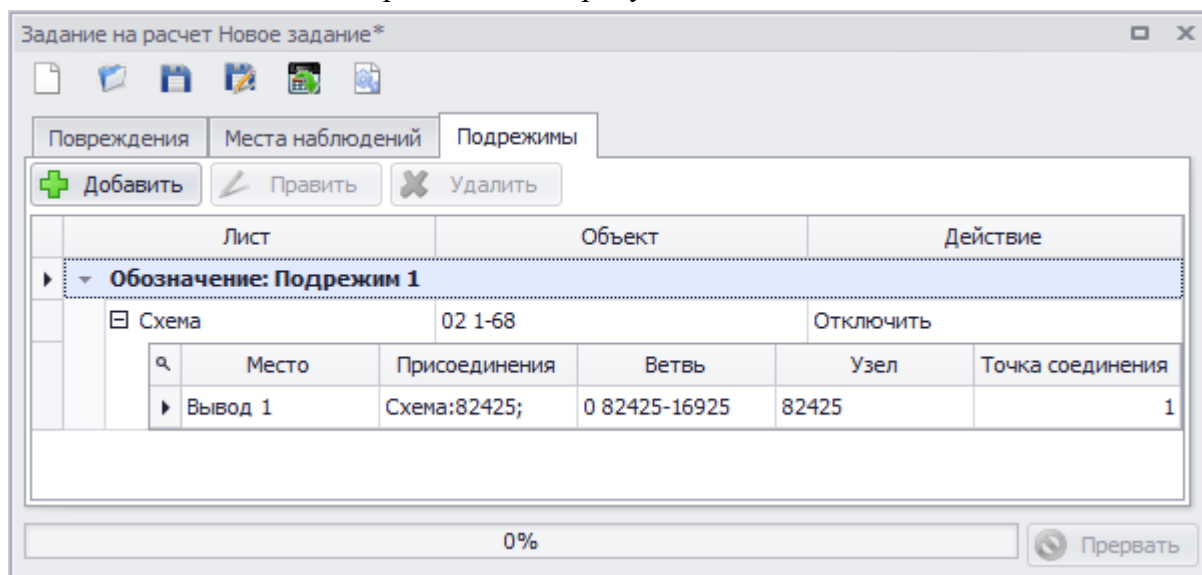 Задание на расчет Новое задание*
Повреждения Места наблюдений Подрежимы
Добавить Править Удалить
Лист Объект Действие
Обозначение: Подрежим 1
Схема 02 1-68 Отключить
Место Присоединения Ветвь Узел Точка соединения
Вывод 1 Схема:82425; 0 82425-16925 82425 1
0% Прервать